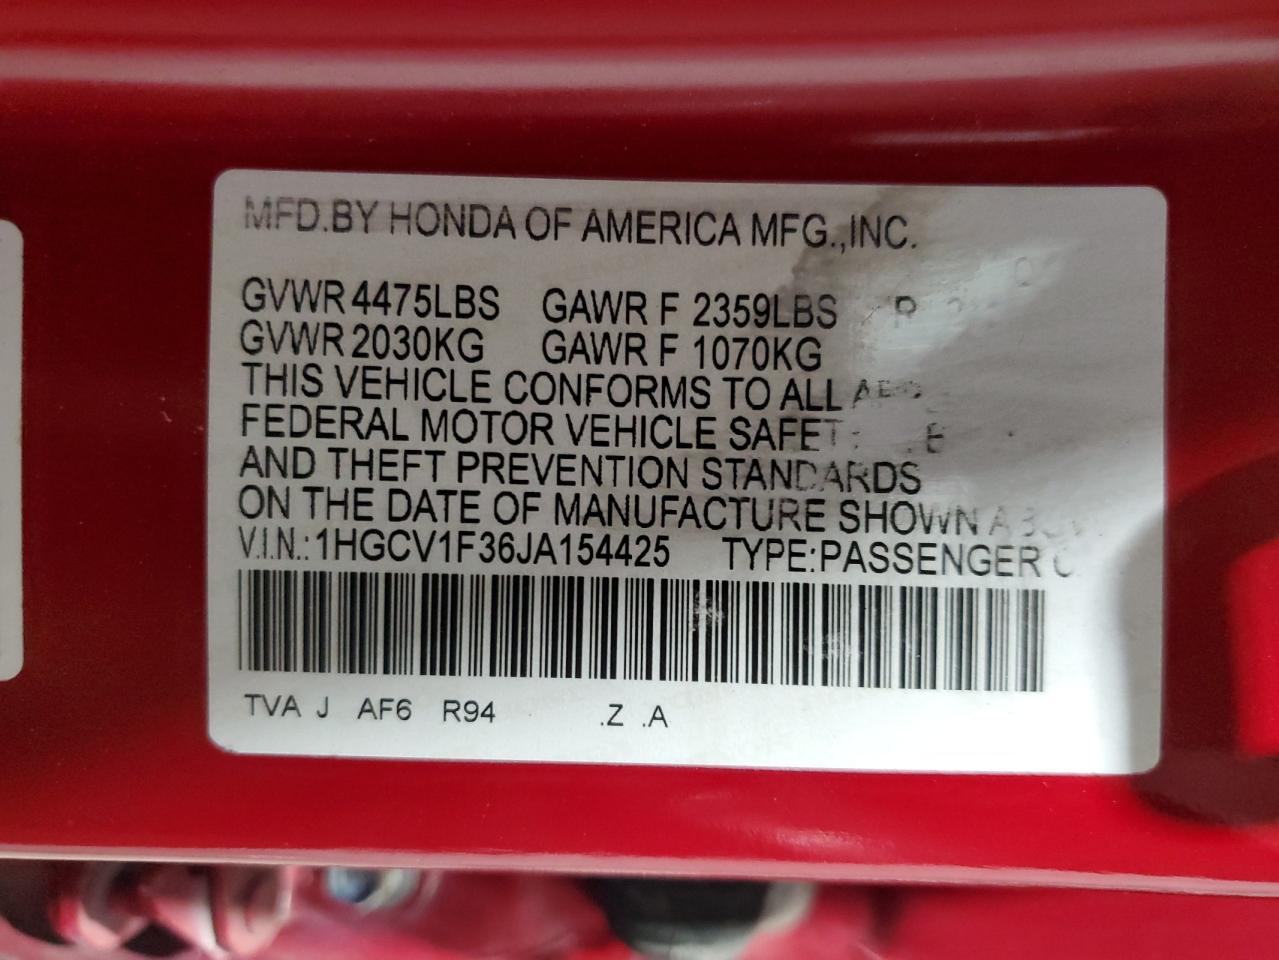 MFD.BY HONDA OF AMERICA MFG.,INC.
GVWR 4475LBS GAWR F 2359LBS
GVWR 2030KG GAWR F 1070KG
THIS VEHICLE CONFORMS TO ALL
FEDERAL MOTOR VEHICLE
AND THEFT PREVENTION STANDARDS
ON THE DATE OF MANUFACTURE SHOWN
V.I.N.:1HGCV1F36JA154425 TYPE:PASSENGER
TVA J AF6 R94 .Z .A